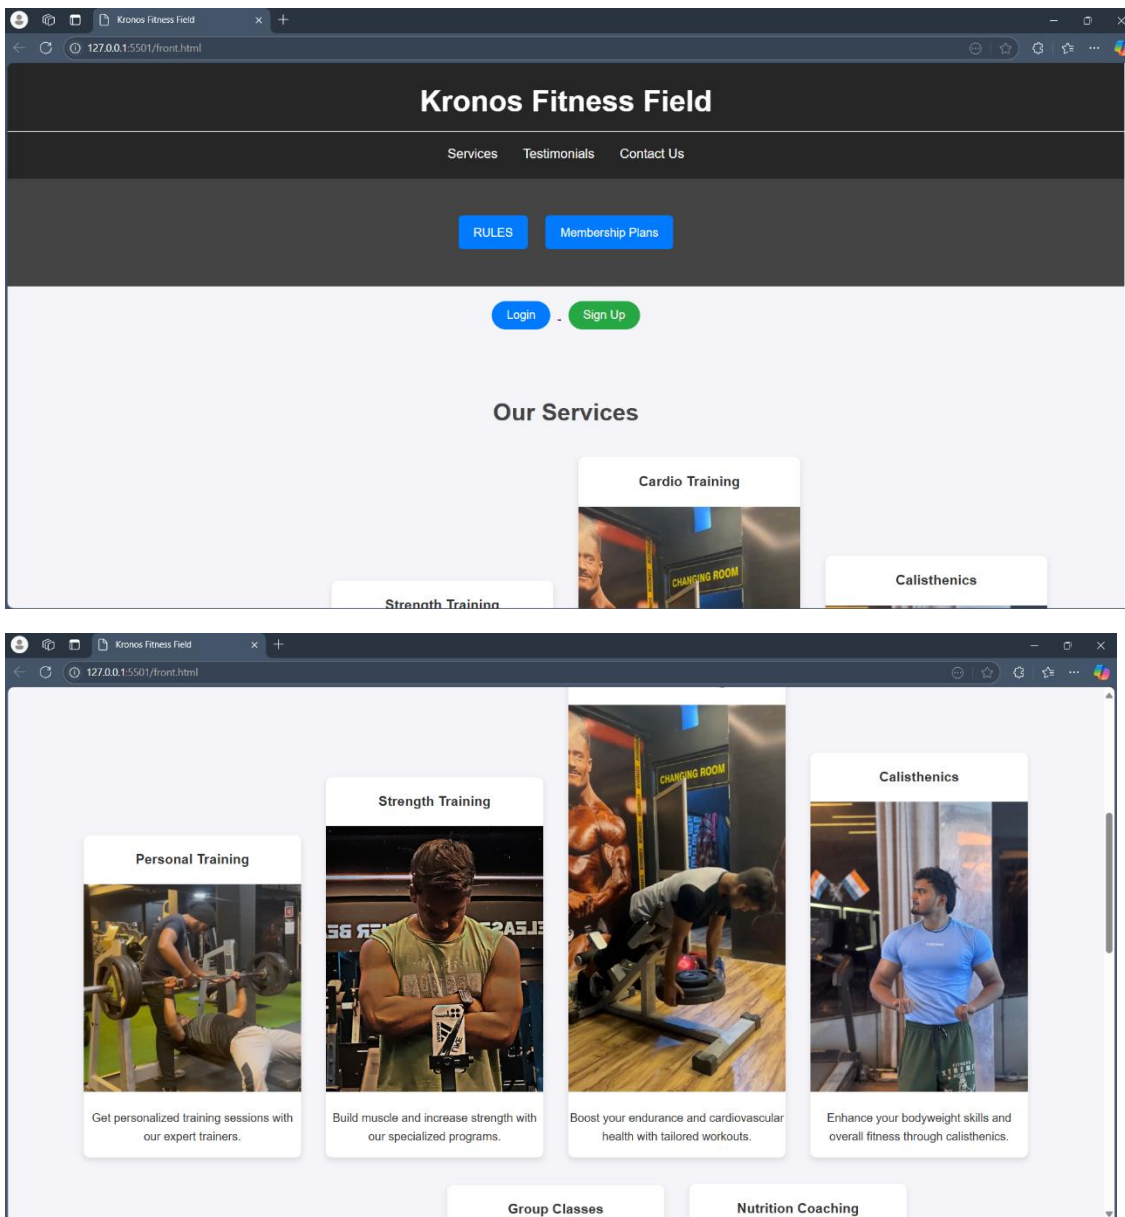 Kronos Fitness Field
127.0.0.1:5501/front.html
Kronos Fitness Field
Services Testimonials Contact Us
RULES Membership Plans
Login - Sign Up
Our Services
Cardio Training
CHANGING ROOM
Calisthenics
Strength Training
Kronos Fitness Field
127.0.0.1:5501/front.html
CHANGING ROOM
Calisthenics
Strength Training
Personal Training
Get personalized training sessions with
our expert trainers.
Build muscle and increase strength with
our specialized programs.
Boost your endurance and cardiovascular
health with tailored workouts.
Enhance your bodyweight skills and
overall fitness through calisthenics.
Group Classes
Nutrition Coaching